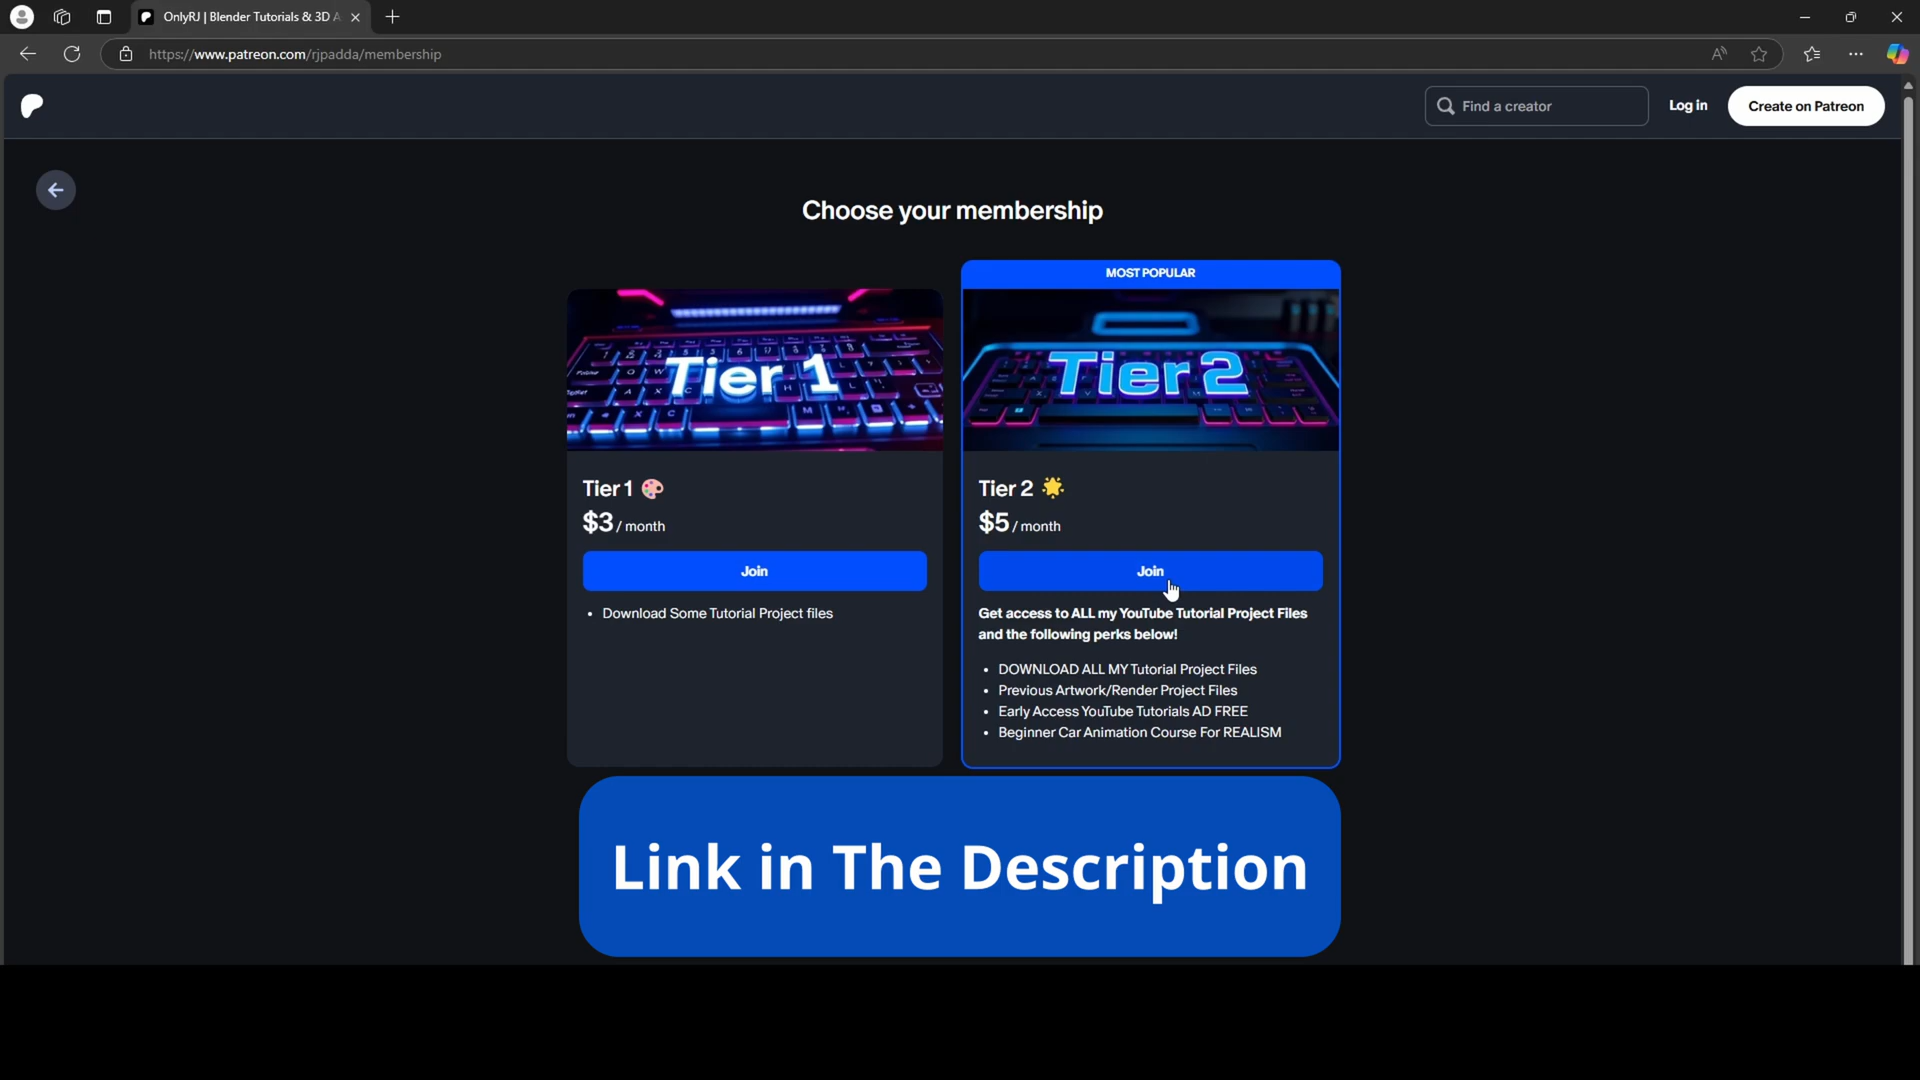 OnlyRJ | Blender Tutorials & 3D A
https://www.patreon.com/rjpadda/membership
Find a creator
Log in
Create on Patreon
Choose your membership
MOST POPULAR
Tier 1
Tier 2
Tier 1 🎨
$3 / month
Join
• Download Some Tutorial Project files
Tier 2 🌟
$5 / month
Join
Get access to ALL my YouTube Tutorial Project Files
and the following perks below!
• DOWNLOAD ALL MY Tutorial Project Files
• Previous Artwork/Render Project Files
• Early Access YouTube Tutorials AD FREE
• Beginner Car Animation Course For REALISM
Link in The Description